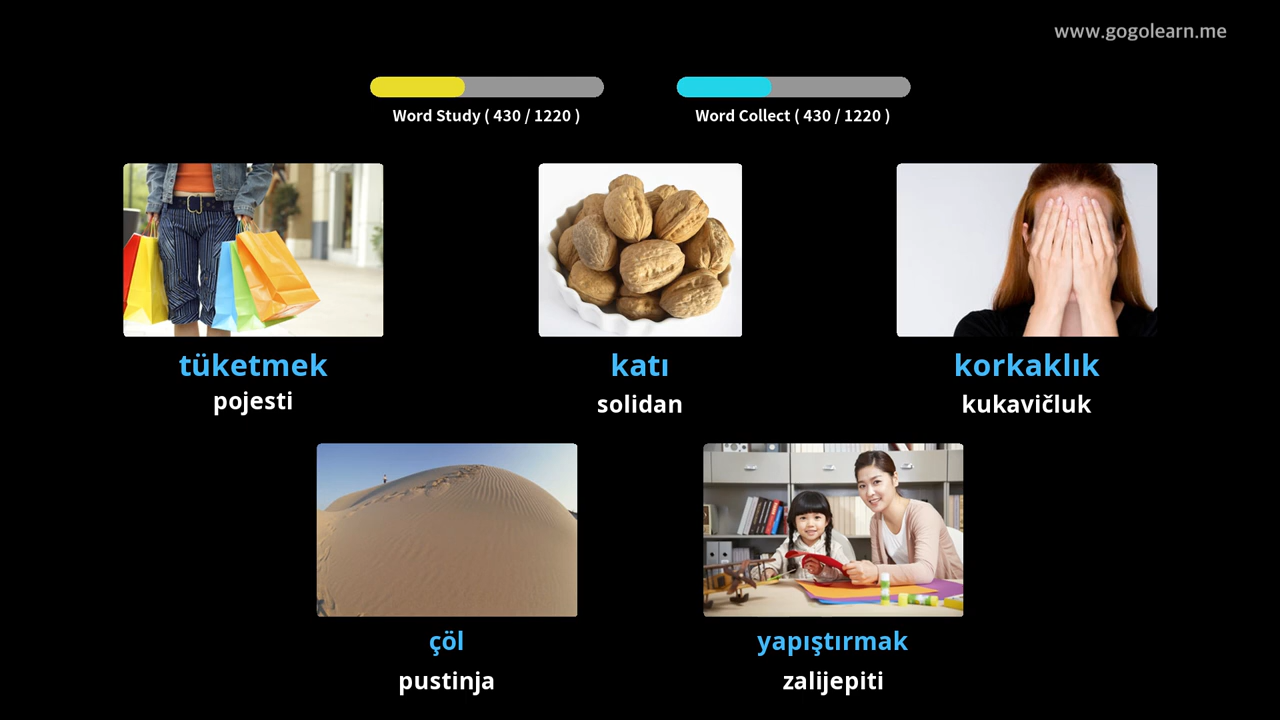 www.gogolearn.me
Word Study ( 430 / 1220 )
Word Collect ( 430 / 1220 )
tüketmek
pojesti
katı
solidan
korkaklık
kukavičluk
çöl
pustinja
yapıştırmak
zalijepiti